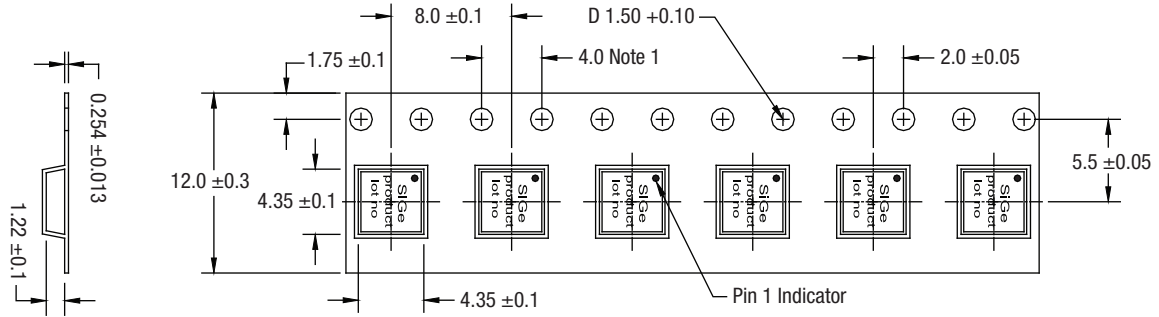 8.0 ±0.1
D 1.50 +0.10
1.75 ±0.1
4.0 Note 1
2.0 ±0.05
0.254 ±0.013
12.0 ±0.3
4.35 ±0.1
5.5 ±0.05
1.22 ±0.1
SiGe
product
lot no
SiGe
product
lot no
SiGe
product
lot no
SiGe
product
lot no
SiGe
product
lot no
SiGe
product
lot no
4.35 ±0.1
Pin 1 Indicator